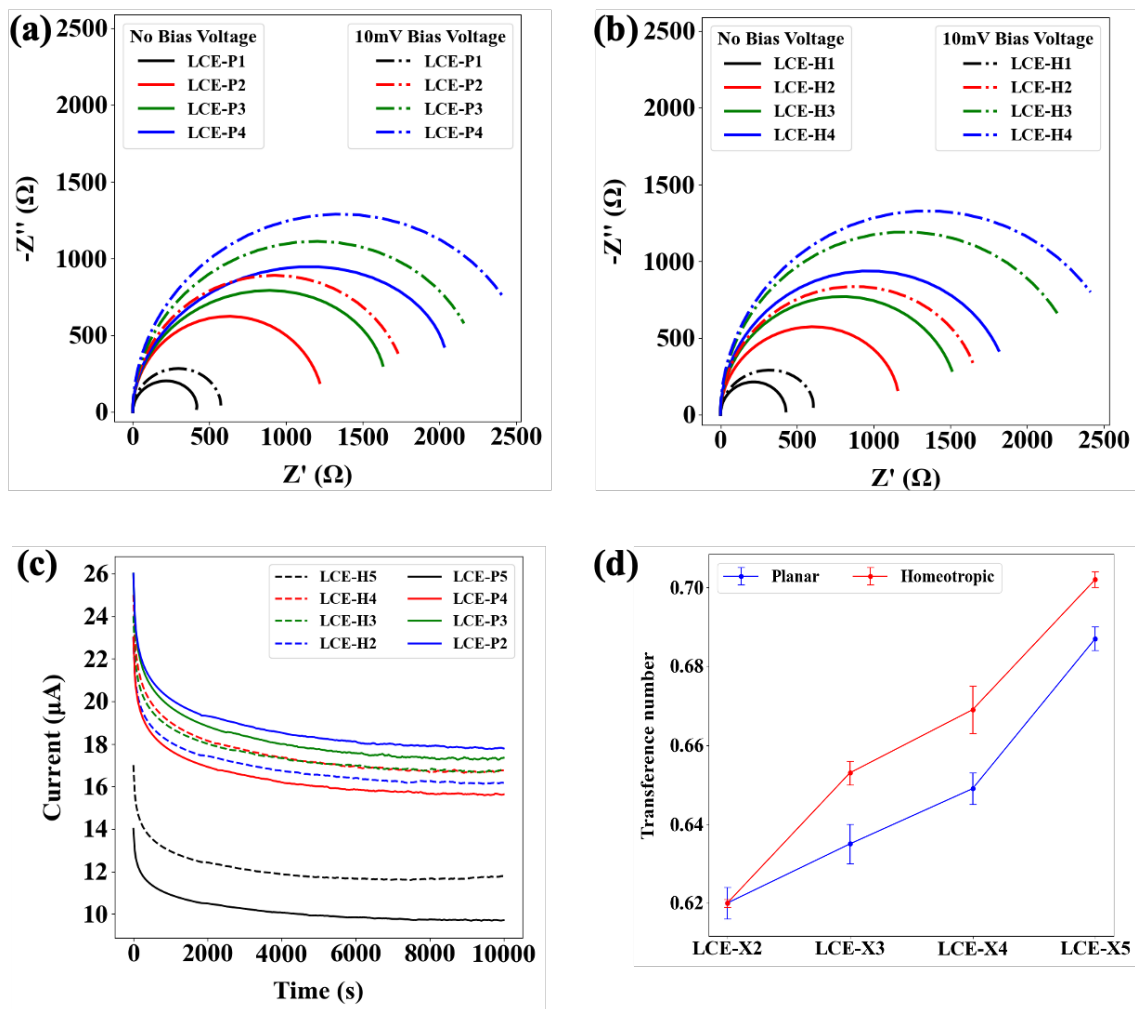 (a)
No Bias Voltage
LCE-P1
LCE-P2
LCE-P3
LCE-P4
10mV Bias Voltage
LCE-P1
LCE-P2
LCE-P3
LCE-P4
2500
2000
1500
1000
500
0
-Z'' (Ω)
0 500 1000 1500 2000 2500
Z' (Ω)
(b)
No Bias Voltage
LCE-H1
LCE-H2
LCE-H3
LCE-H4
10mV Bias Voltage
LCE-H1
LCE-H2
LCE-H3
LCE-H4
2500
2000
1500
1000
500
0
-Z'' (Ω)
0 500 1000 1500 2000 2500
Z' (Ω)
(c)
LCE-H5
LCE-H4
LCE-H3
LCE-H2
LCE-P5
LCE-P4
LCE-P3
LCE-P2
26
24
22
20
18
16
14
12
10
Current (μA)
0 2000 4000 6000 8000 10000
Time (s)
(d)
Planar
Homeotropic
0.70
0.68
0.66
0.64
0.62
Transference number
LCE-X2 LCE-X3 LCE-X4 LCE-X5